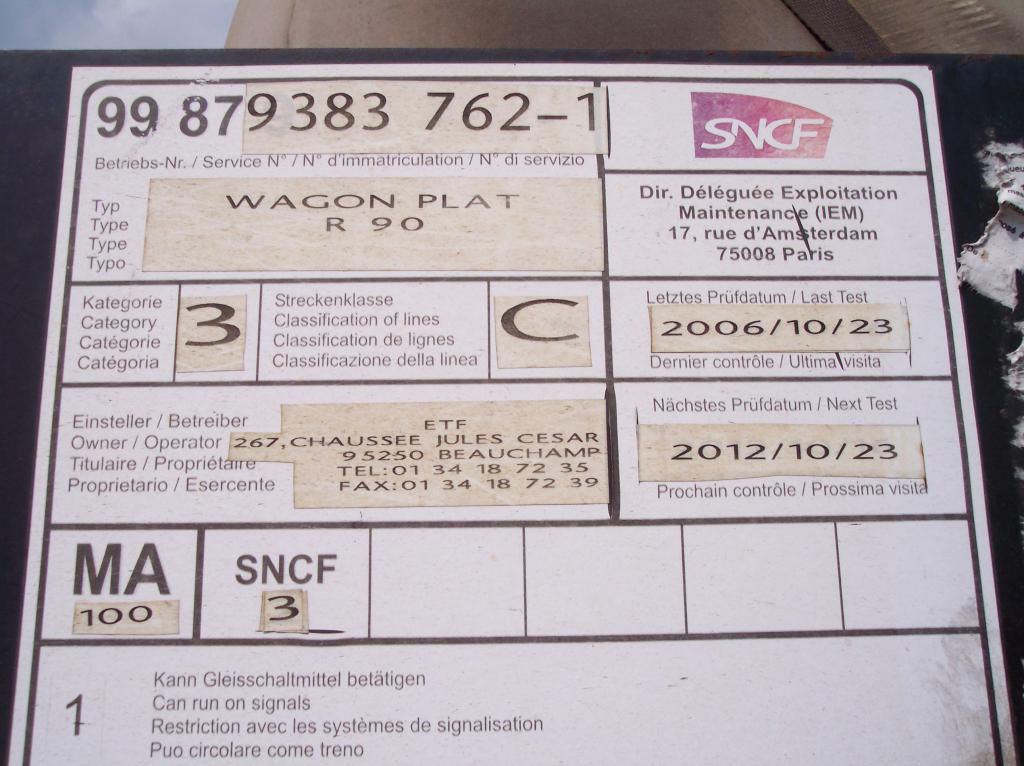 99 87 9383 762-1
Betriebs-Nr. / Service N° / N° d'immatriculation / N° di servizio
SNCF
Typ
Type
Type
Typo
WAGON PLAT
R 90
Dir. Déléguée Exploitation
Maintenance (IEM)
17, rue d'Amsterdam
75008 Paris
Kategorie
Category
Catégorie
Catégoria
3
Streckenklasse
Classification of lines
Classification de lignes
Classificazione della linea
C
Letztes Prüfdatum / Last Test
2006/10/23
Dernier contrôle / Ultima visita
Einsteller / Betreiber
Owner / Operator
Titulaire / Propriétaire
Proprietario / Esercente
ETF
267, CHAUSSEE JULES CESAR
95250 BEAUCHAMP
TEL:01 34 18 72 35
FAX:01 34 18 72 39
Nächstes Prüfdatum / Next Test
2012/10/23
Prochain contrôle / Prossima visita
MA
100
SNCF
3
1
Kann Gleisschaltmittel betätigen
Can run on signals
Restriction avec les systèmes de signalisation
Puo circolare come treno